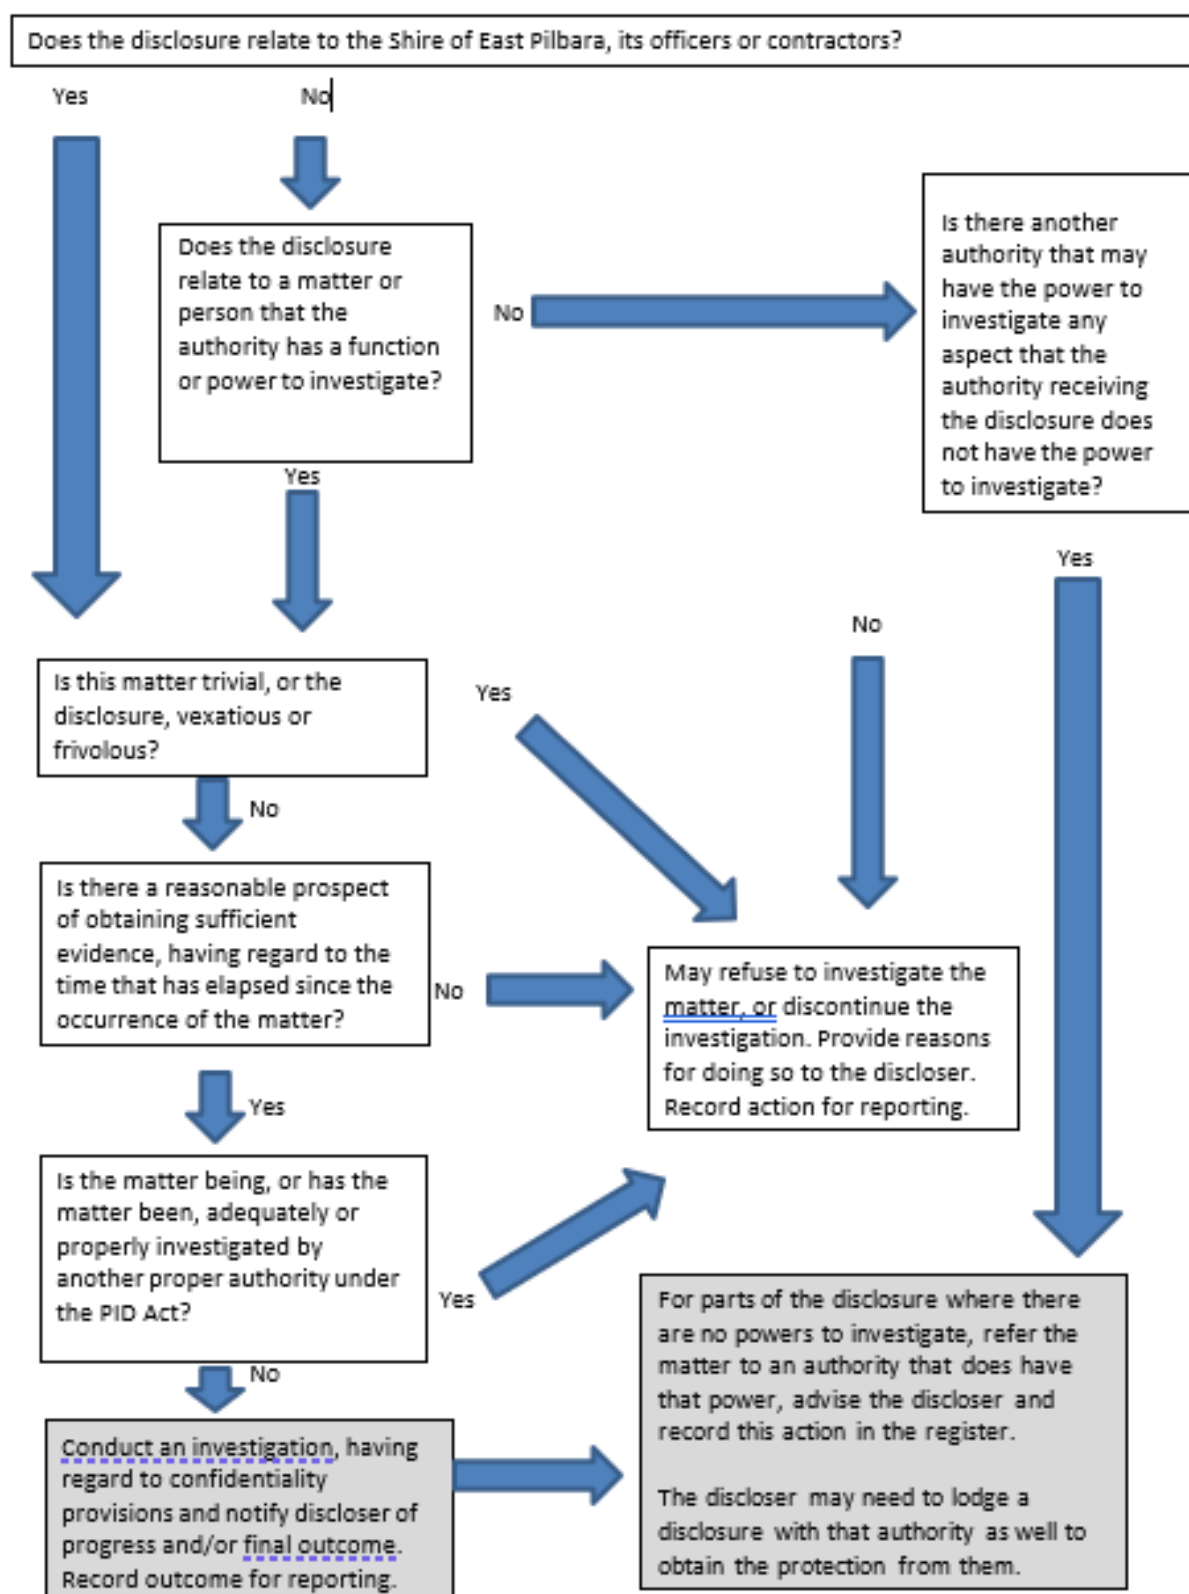 Does the disclosure relate to the Shire of East Pilbara, its officers or contractors?
Yes
No
Does the disclosure
relate to a matter or
person that the
authority has a function
or power to investigate?
No
Is there another
authority that may
have the power to
investigate any
aspect that the
authority receiving
the disclosure does
not have the power
to investigate?
Yes
Yes
No
Is this matter trivial, or the
disclosure, vexatious or
frivolous?
Yes
No
Is there a reasonable prospect
of obtaining sufficient
evidence, having regard to the
time that has elapsed since the
occurrence of the matter?
No
May refuse to investigate the
matter, or discontinue the
investigation. Provide reasons
for doing so to the discloser.
Record action for reporting.
Yes
Is the matter being, or has the
matter been, adequately or
properly investigated by
another proper authority under
the PID Act?
Yes
No
For parts of the disclosure where there
are no powers to investigate, refer the
matter to an authority that does have
that power, advise the discloser and
record this action in the register.
The discloser may need to lodge a
disclosure with that authority as well to
obtain the protection from them.
Conduct an investigation, having
regard to confidentiality
provisions and notify discloser of
progress and/or final outcome.
Record outcome for reporting.